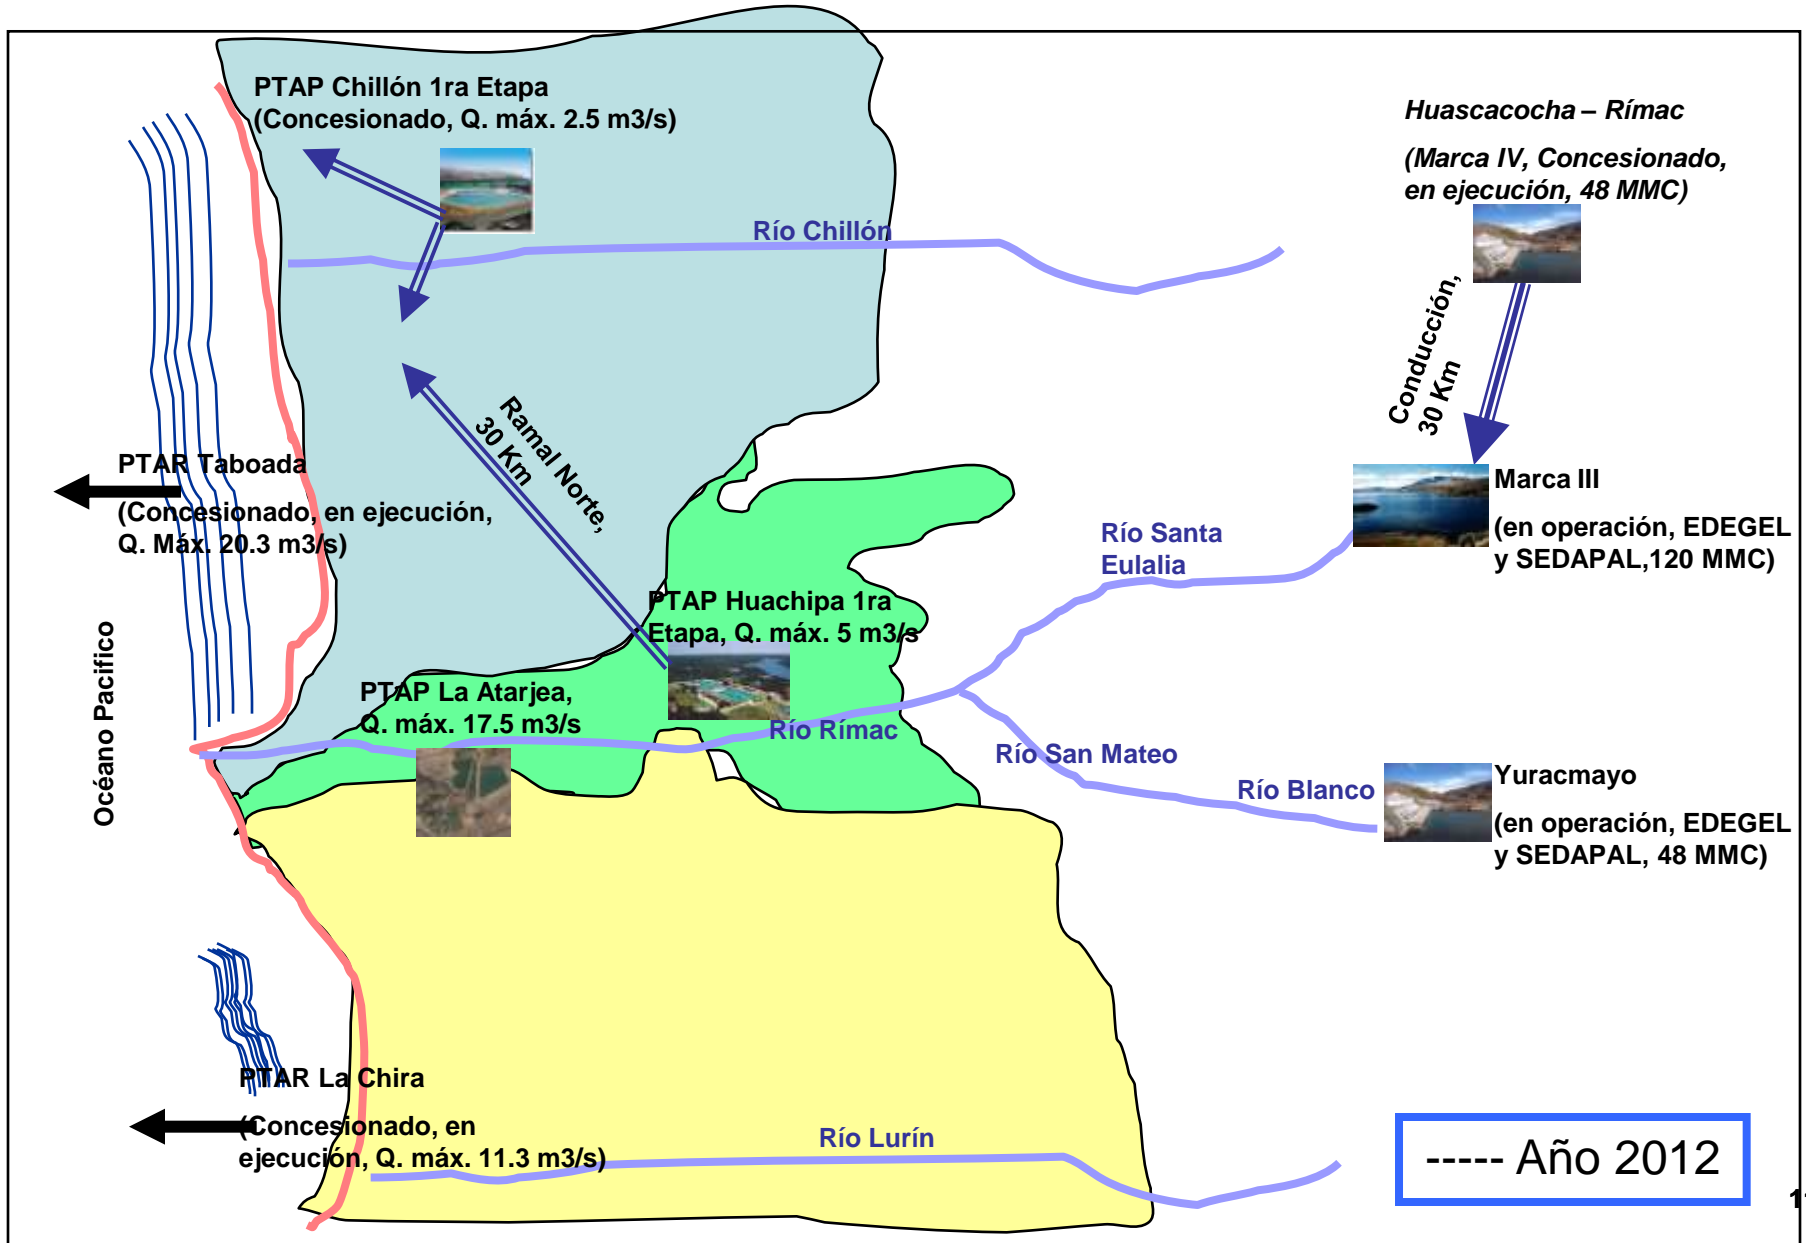 PTAP Chillón 1ra Etapa
(Concesionado, Q. máx. 2.5 m3/s)
Huascacocha – Rímac
(Marca IV, Concesionado,
en ejecución, 48 MMC)
Río Chillón
Conducción,
30 Km
Ramal Norte,
30 Km
PTAR Taboada
(Concesionado, en ejecución,
Q. Máx. 20.3 m3/s)
Marca III
(en operación, EDEGEL
y SEDAPAL,120 MMC)
Río Santa
Eulalia
PTAP Huachipa 1ra
Etapa, Q. máx. 5 m3/s
Océano Pacifico
PTAP La Atarjea,
Q. máx. 17.5 m3/s
Río Rímac
Río San Mateo
Río Blanco
Yuracmayo
(en operación, EDEGEL
y SEDAPAL, 48 MMC)
PTAR La Chira
(Concesionado, en
ejecución, Q. máx. 11.3 m3/s)
Río Lurín
----- Año 2012